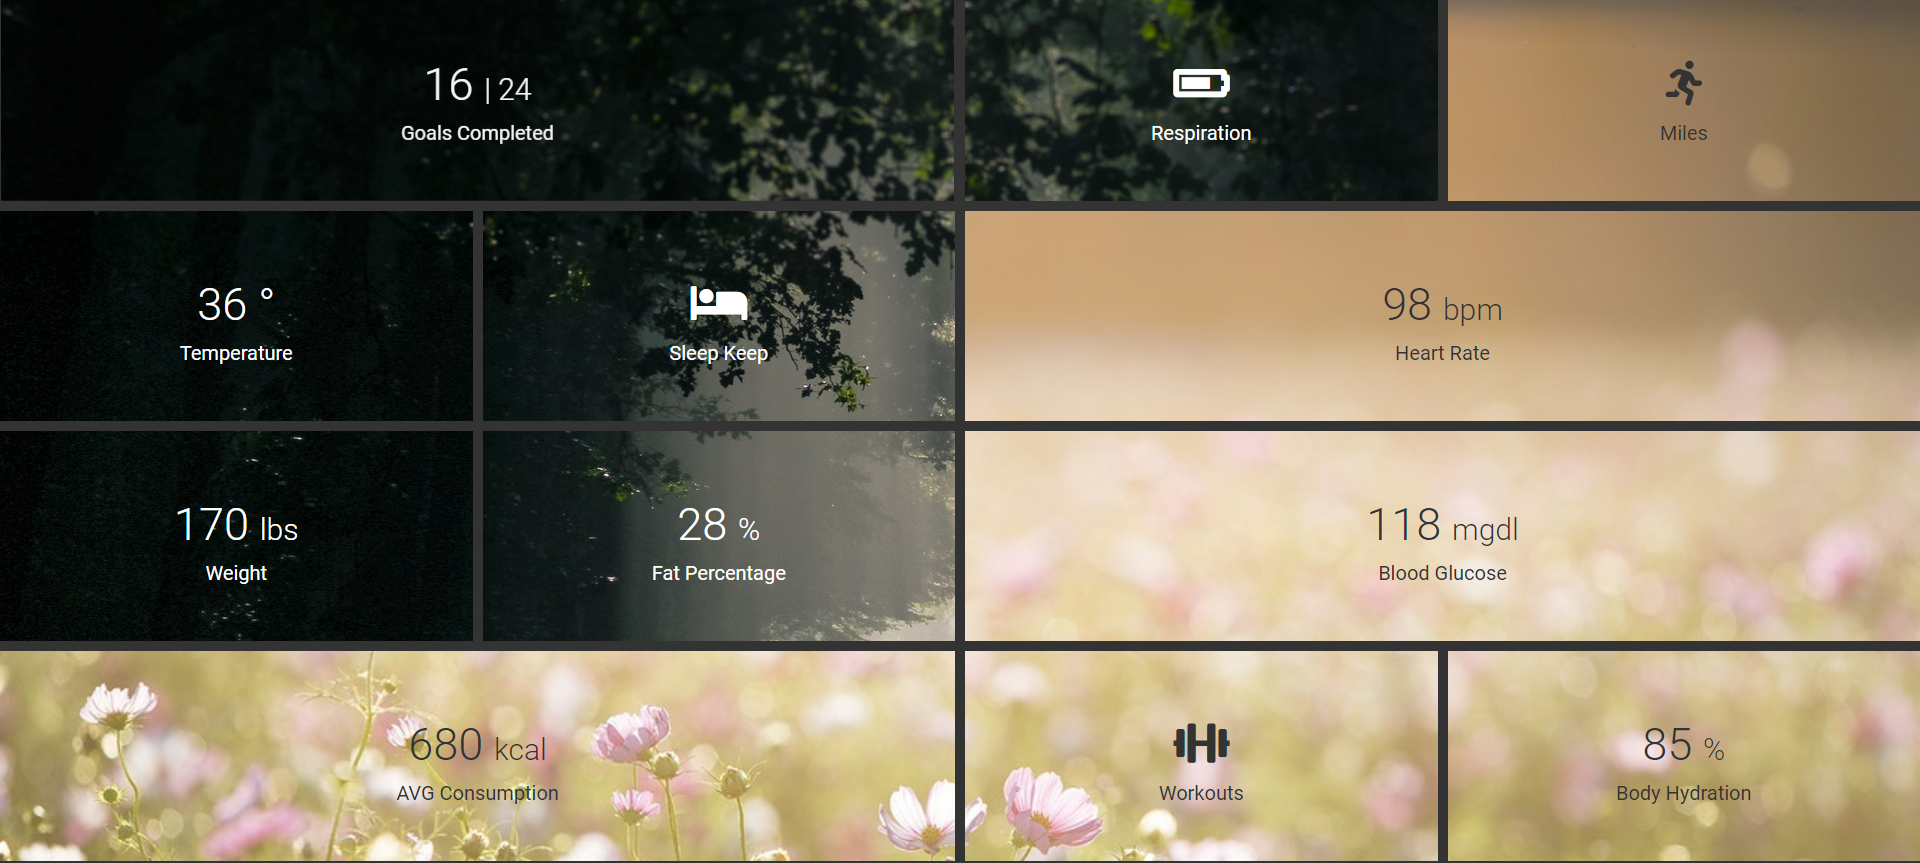 16 | 24
Goals Completed
Respiration
Miles
36 °
Temperature
Sleep Keep
98 bpm
Heart Rate
170 lbs
Weight
28 %
Fat Percentage
118 mgdl
Blood Glucose
680 kcal
AVG Consumption
Workouts
85 %
Body Hydration